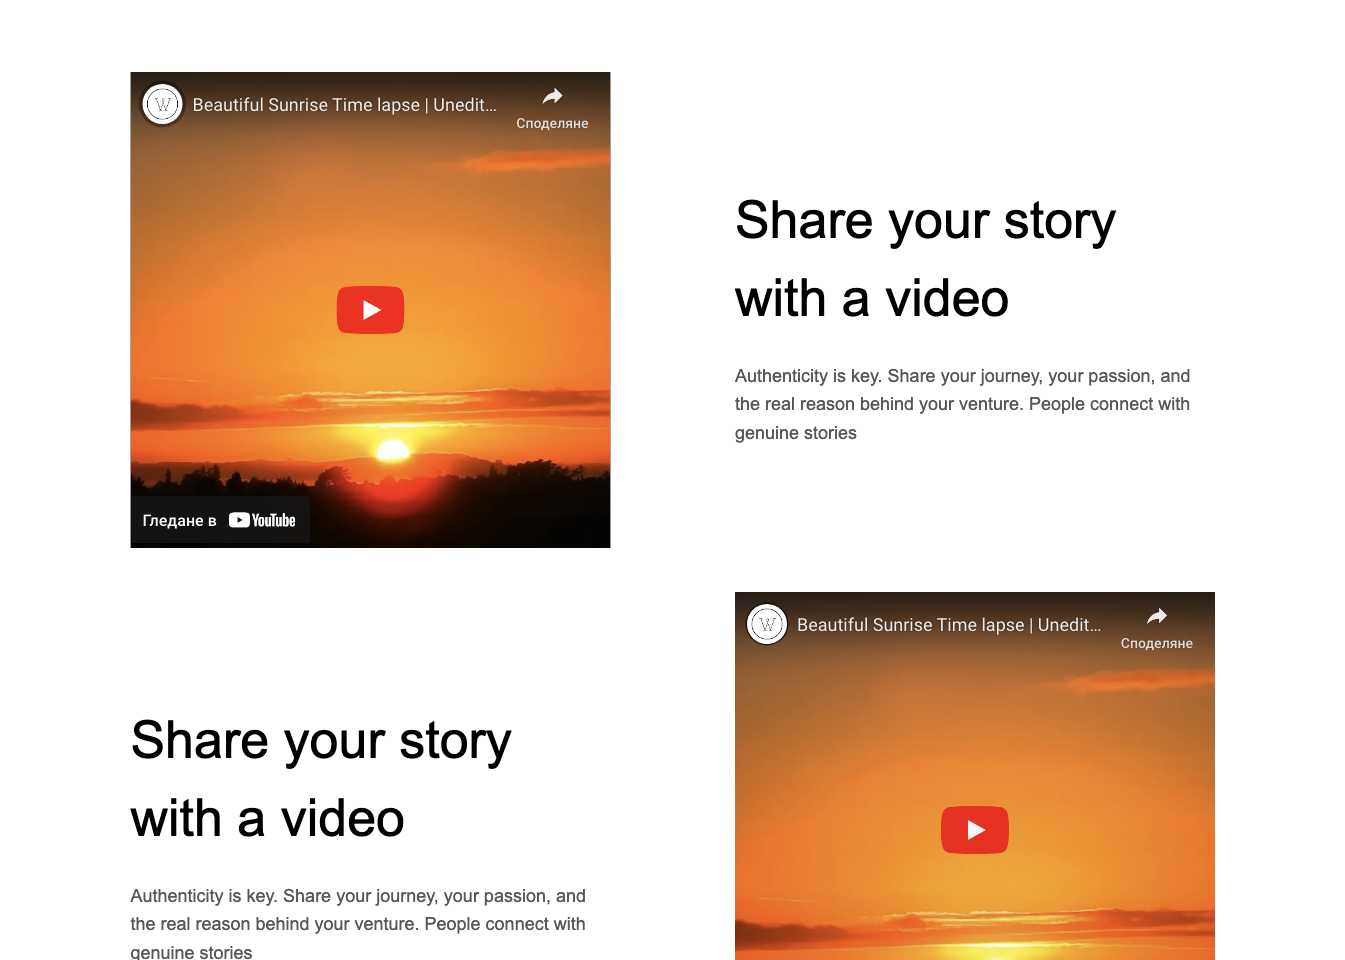 W
Beautiful Sunrise Time lapse | Unedit...
Споделяне
Гледане в YouTube
Share your story
with a video
Authenticity is key. Share your journey, your passion, and
the real reason behind your venture. People connect with
genuine stories
Share your story
with a video
Authenticity is key. Share your journey, your passion, and
the real reason behind your venture. People connect with
genuine stories
W
Beautiful Sunrise Time lapse | Unedit...
Споделяне